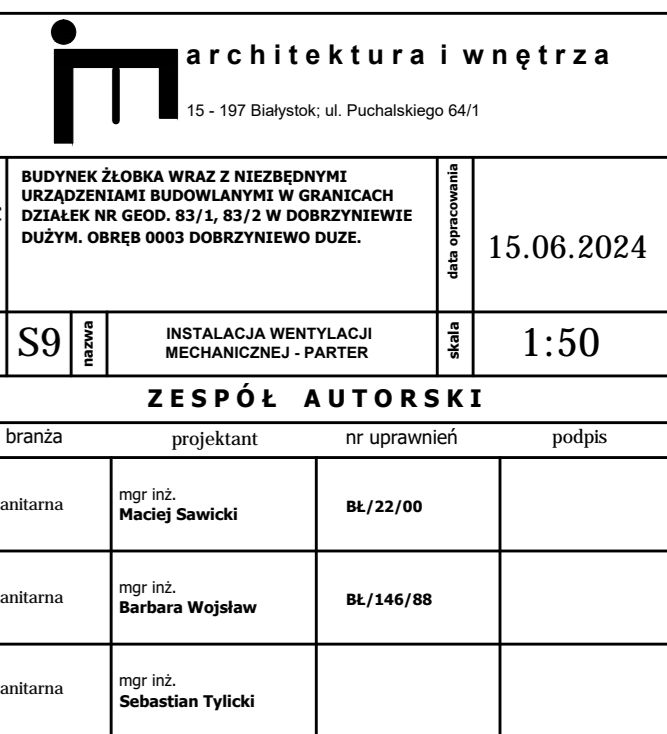 architektura i wnętrza
15 - 197 Białystok; ul. Puchalskiego 64/1
BUDYNEK ŻŁOBKA WRAZ Z NIEZBĘDNYMI
URZĄDZENIAMI BUDOWLANYMI W GRANICACH
DZIAŁEK NR GEOD. 83/1, 83/2 W DOBRZYNIEWIE
DUŻYM. OBRĘB 0003 DOBRZYNIEWO DUZE.
data opracowania
15.06.2024
S9
nazwa
INSTALACJA WENTYLACJI
MECHANICZNEJ - PARTER
skala
1:50
ZESPÓŁ AUTORSKI
branża projektant nr uprawnień podpis
anitarna
mgr inż.
Maciej Sawicki
BŁ/22/00
anitarna
mgr inż.
Barbara Wojsław
BŁ/146/88
anitarna
mgr inż.
Sebastian Tylicki